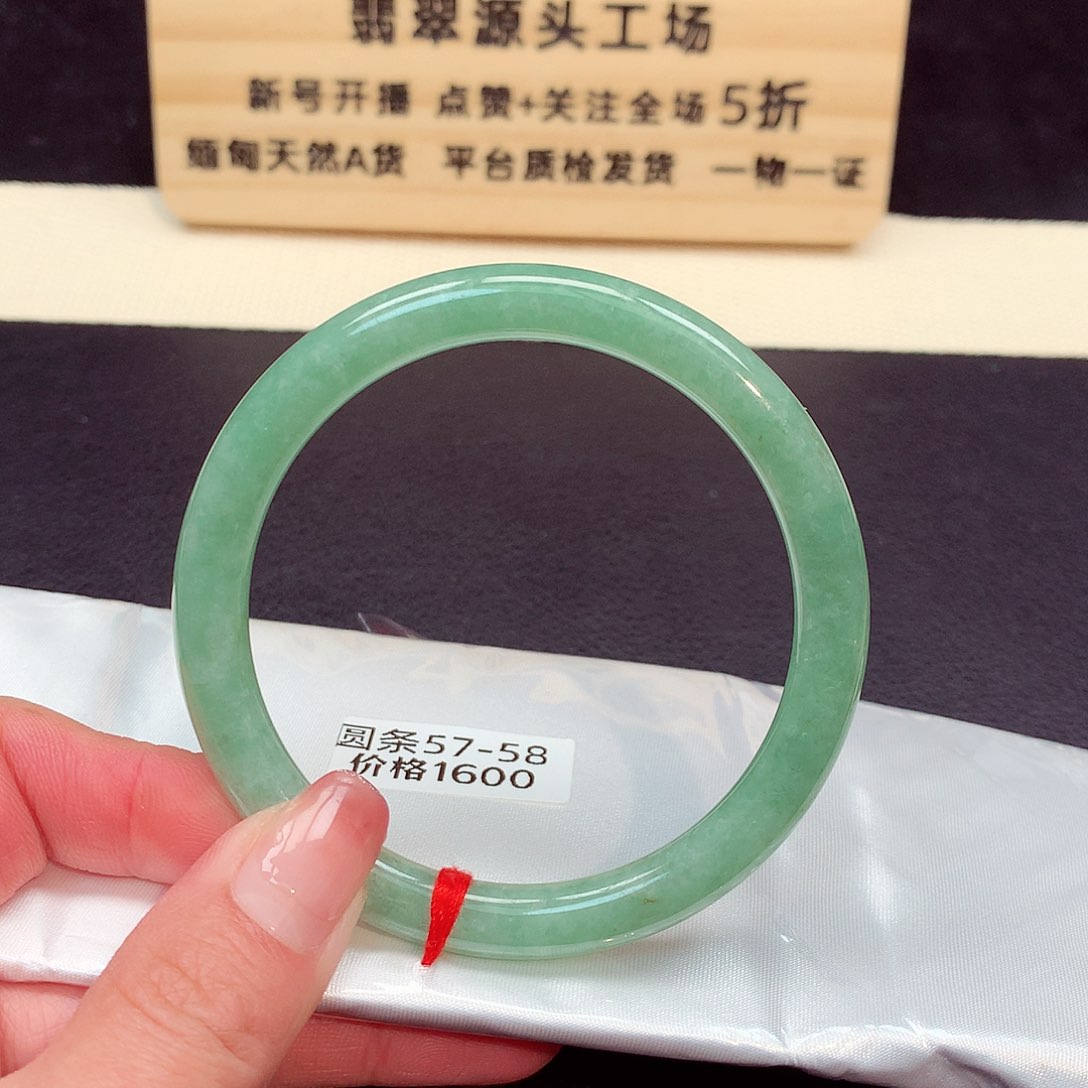 翡翠源头工场
新号开播 点赞+关注全场5折
缅甸天然A货 平台质检发货 一物一证
圆条57-58
价格1600